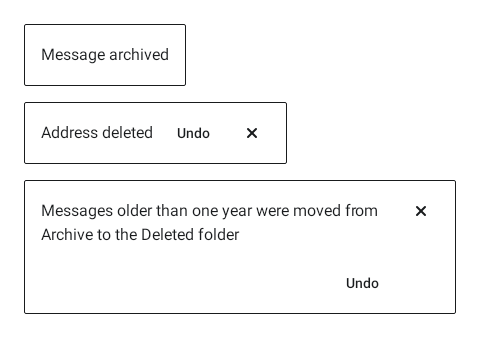 Message archived
Address deleted Undo
Messages older than one year were moved from
Archive to the Deleted folder
Undo